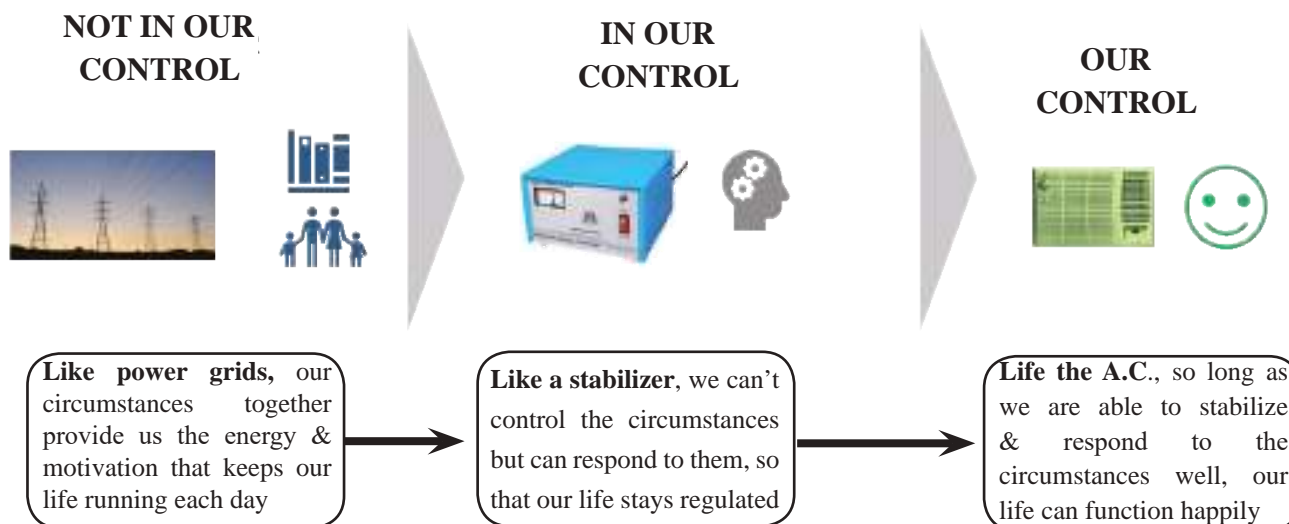 NOT IN OUR
CONTROL
IN OUR
CONTROL
OUR
CONTROL
Like power grids, our
circumstances together
provide us the energy &
motivation that keeps our
life running each day
Like a stabilizer, we can’t
control the circumstances
but can respond to them, so
that our life stays regulated
Life the A.C., so long as
we are able to stabilize
& respond to the
circumstances well, our
life can function happily